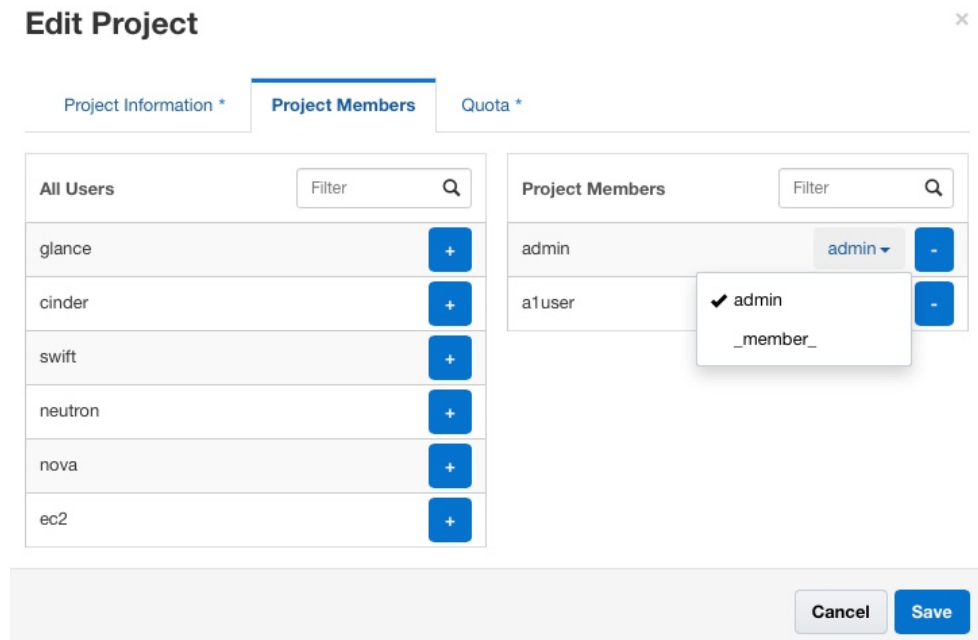 Edit Project ×
Project Information * Project Members Quota *
All Users Filter
glance +
cinder +
swift +
neutron +
nova +
ec2 +
Project Members Filter
admin admin -
a1user -
admin
_member_
Cancel Save